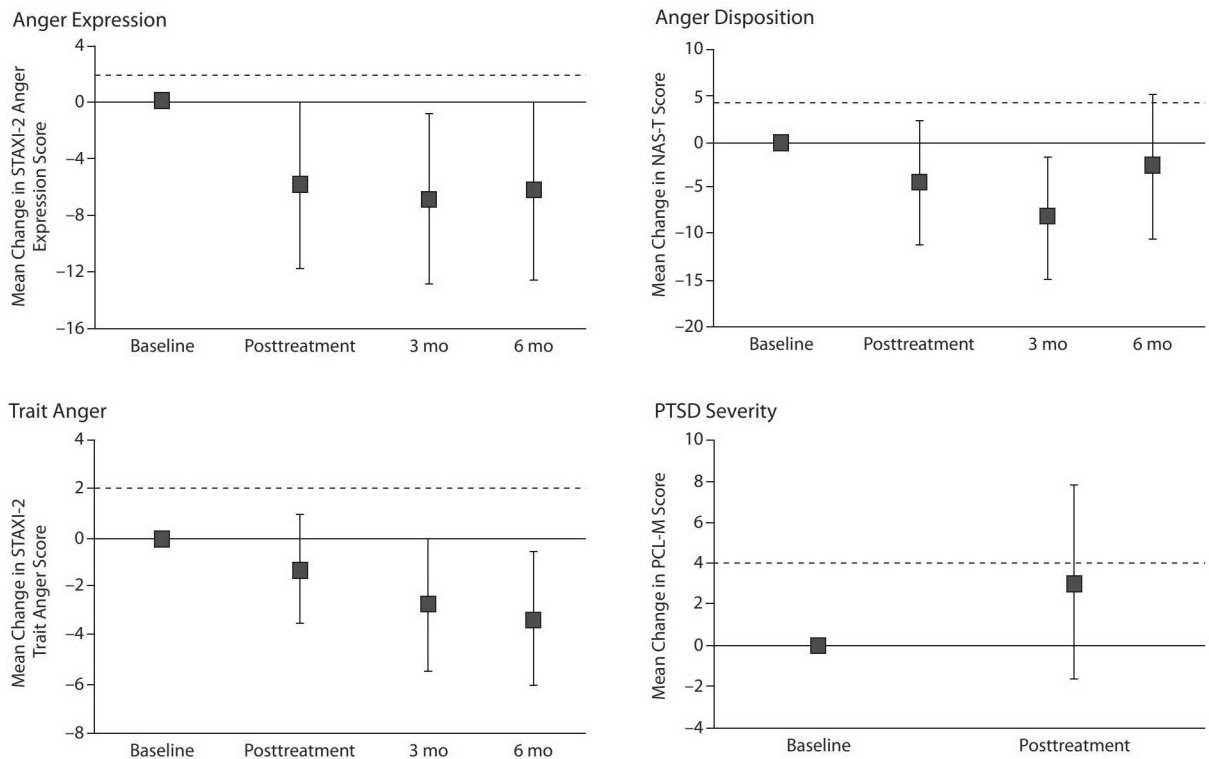 Anger Expression
Mean Change in STAXI-2 Anger
Expression Score
4
0
−4
−8
−12
−16
Baseline
Posttreatment
3 mo
6 mo
Anger Disposition
Mean Change in NAS-T Score
10
5
0
−5
−10
−15
−20
Baseline
Posttreatment
3 mo
6 mo
Trait Anger
Mean Change in STAXI-2
Trait Anger Score
4
2
0
−2
−4
−6
−8
Baseline
Posttreatment
3 mo
6 mo
PTSD Severity
Mean Change in PCL-M Score
10
8
6
4
2
0
−2
−4
Baseline
Posttreatment